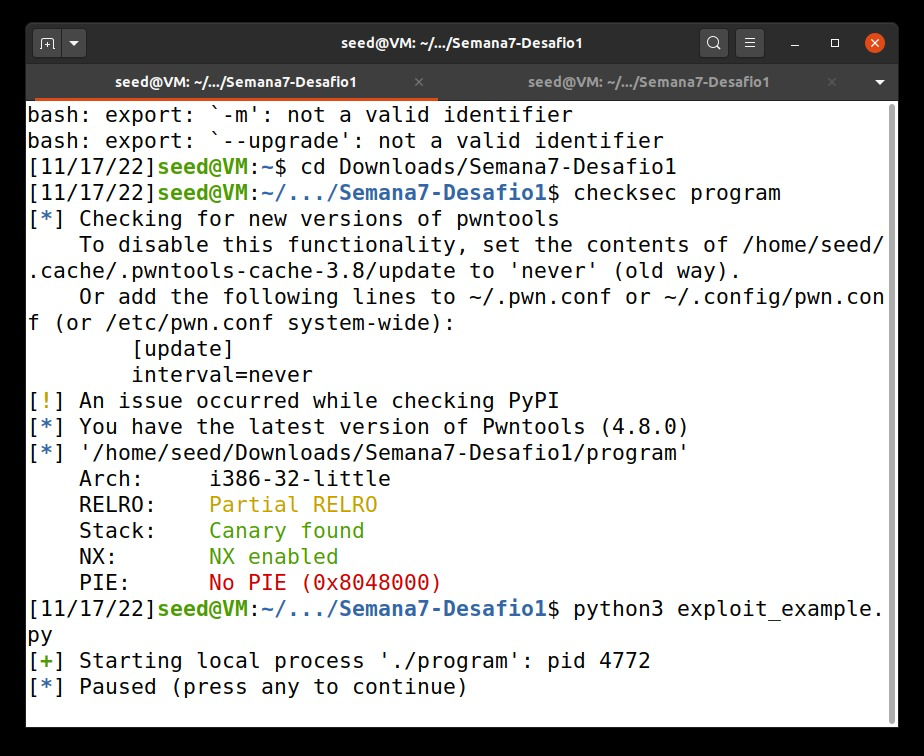 seed@VM: ~/.../Semana7-Desafio1
seed@VM: ~/.../Semana7-Desafio1
seed@VM: ~/.../Semana7-Desafio1
bash: export: `-m': not a valid identifier
bash: export: `--upgrade': not a valid identifier
[11/17/22]seed@VM:~$ cd Downloads/Semana7-Desafio1
[11/17/22]seed@VM:~/.../Semana7-Desafio1$ checksec program
[*] Checking for new versions of pwntools
    To disable this functionality, set the contents of /home/seed/
.cache/.pwntools-cache-3.8/update to 'never' (old way).
    Or add the following lines to ~/.pwn.conf or ~/.config/pwn.con
f (or /etc/pwn.conf system-wide):
        [update]
        interval=never
[!] An issue occurred while checking PyPI
[*] You have the latest version of Pwntools (4.8.0)
[*] '/home/seed/Downloads/Semana7-Desafio1/program'
    Arch:     i386-32-little
    RELRO:    Partial RELRO
    Stack:    Canary found
    NX:       NX enabled
    PIE:      No PIE (0x8048000)
[11/17/22]seed@VM:~/.../Semana7-Desafio1$ python3 exploit_example.
py
[+] Starting local process './program': pid 4772
[*] Paused (press any to continue)